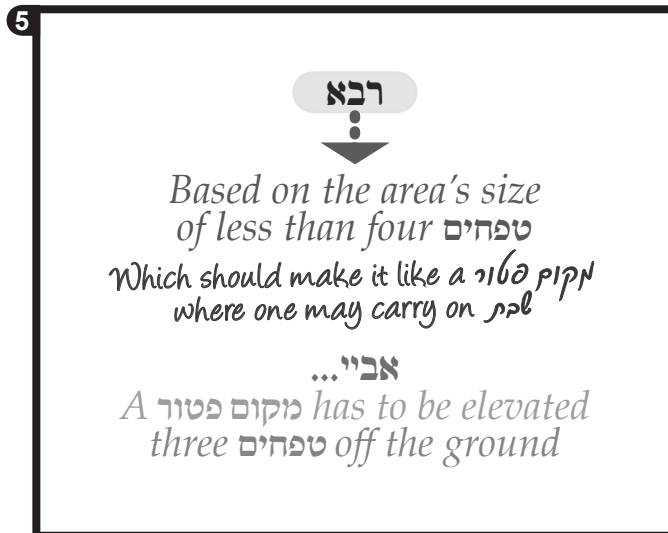 5
רבא
Based on the area's size
of less than four טפחים
Which should make it like a מקום פטור
where one may carry on שבת
אביי...
A מקום פטור has to be elevated
three טפחים off the ground